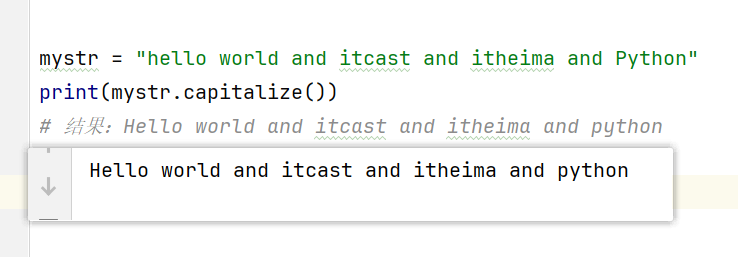 mystr = "hello world and itcast and itheima and Python"
print(mystr.capitalize())
# 结果：Hello world and itcast and itheima and python
Hello world and itcast and itheima and python